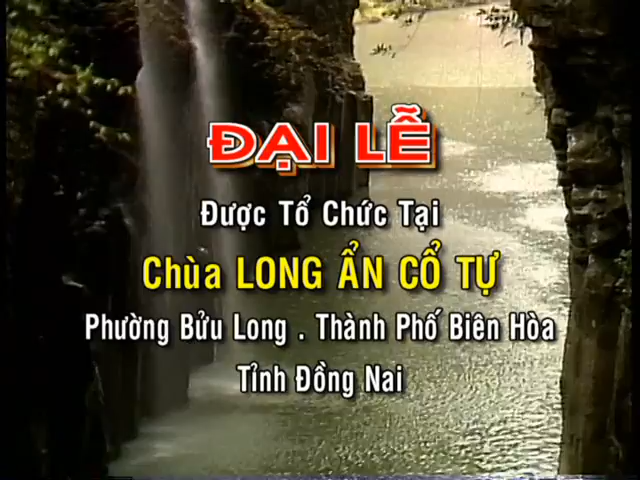 ĐẠI LỄ
Được Tổ Chức Tại
Chùa LONG ẨN CỔ TỰ
Phường Bửu Long . Thành Phố Biên Hòa
Tỉnh Đồng Nai